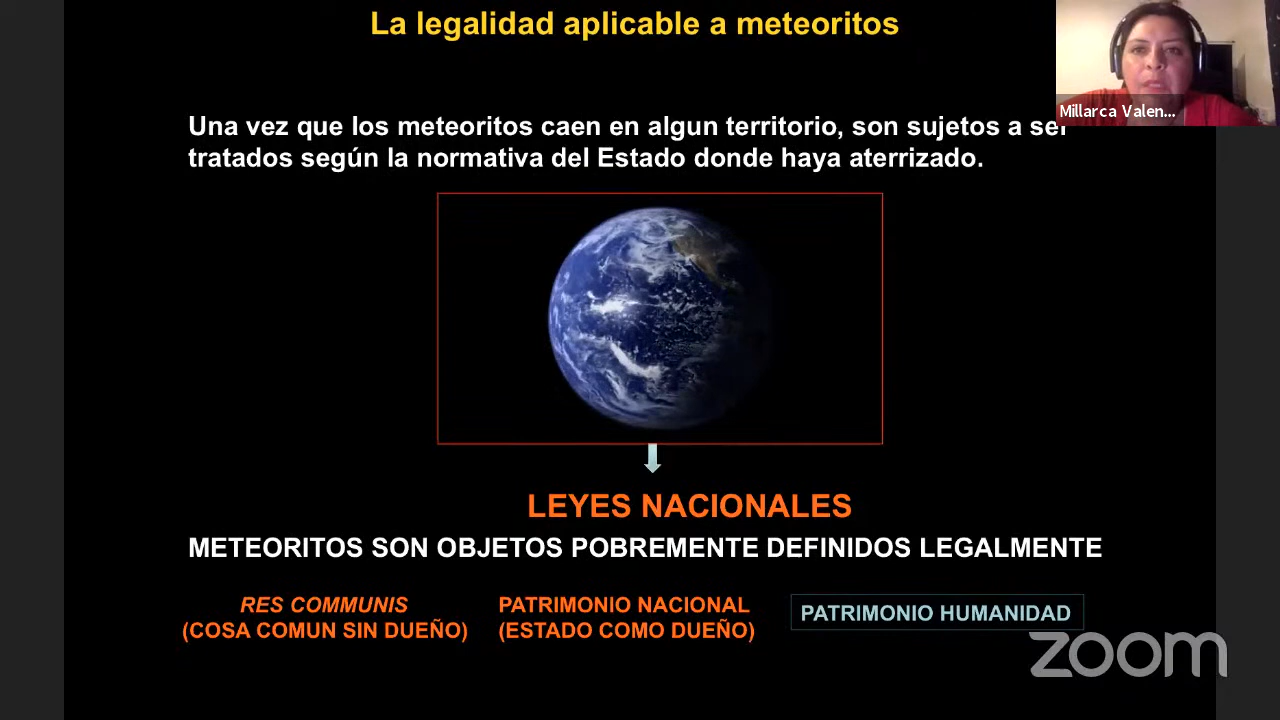 La legalidad aplicable a meteoritos
Millarca Valen...
Una vez que los meteoritos caen en algun territorio, son sujetos a ser
tratados según la normativa del Estado donde haya aterrizado.
LEYES NACIONALES
METEORITOS SON OBJETOS POBREMENTE DEFINIDOS LEGALMENTE
RES COMMUNIS
(COSA COMUN SIN DUEÑO)
PATRIMONIO NACIONAL
(ESTADO COMO DUEÑO)
PATRIMONIO HUMANIDAD
zoom